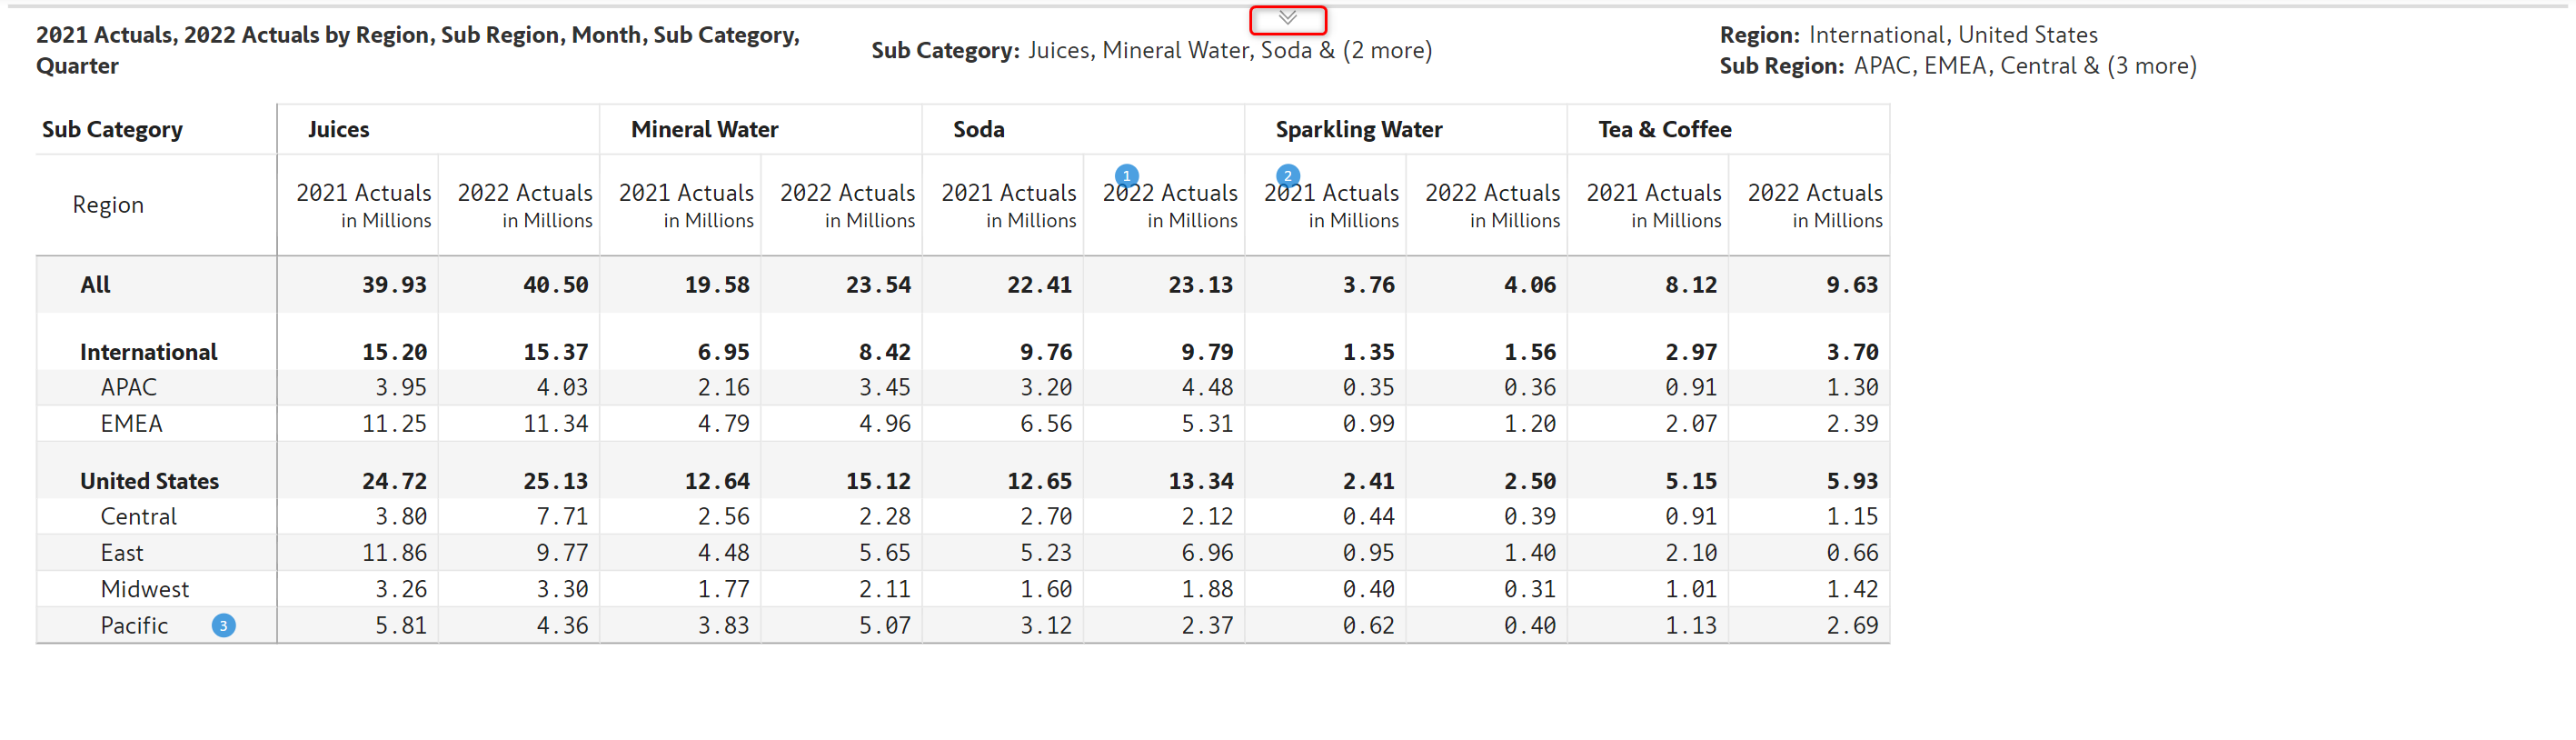 2021 Actuals, 2022 Actuals by Region, Sub Region, Month, Sub Category,
Quarter
Sub Category: Juices, Mineral Water, Soda & (2 more)
Region: International, United States
Sub Region: APAC, EMEA, Central & (3 more)
Sub Category Juices Mineral Water Soda Sparkling Water Tea & Coffee
1 2
Region 2021 Actuals 2022 Actuals 2021 Actuals 2022 Actuals 2021 Actuals 2022 Actuals 2021 Actuals 2022 Actuals 2021 Actuals 2022 Actuals
in Millions in Millions in Millions in Millions in Millions in Millions in Millions in Millions in Millions in Millions
All 39.93 40.50 19.58 23.54 22.41 23.13 3.76 4.06 8.12 9.63
International 15.20 15.37 6.95 8.42 9.76 9.79 1.35 1.56 2.97 3.70
APAC 3.95 4.03 2.16 3.45 3.20 4.48 0.35 0.36 0.91 1.30
EMEA 11.25 11.34 4.79 4.96 6.56 5.31 0.99 1.20 2.07 2.39
United States 24.72 25.13 12.64 15.12 12.65 13.34 2.41 2.50 5.15 5.93
Central 3.80 7.71 2.56 2.28 2.70 2.12 0.44 0.39 0.91 1.15
East 11.86 9.77 4.48 5.65 5.23 6.96 0.95 1.40 2.10 0.66
Midwest 3.26 3.30 1.77 2.11 1.60 1.88 0.40 0.31 1.01 1.42
Pacific 3 5.81 4.36 3.83 5.07 3.12 2.37 0.62 0.40 1.13 2.69